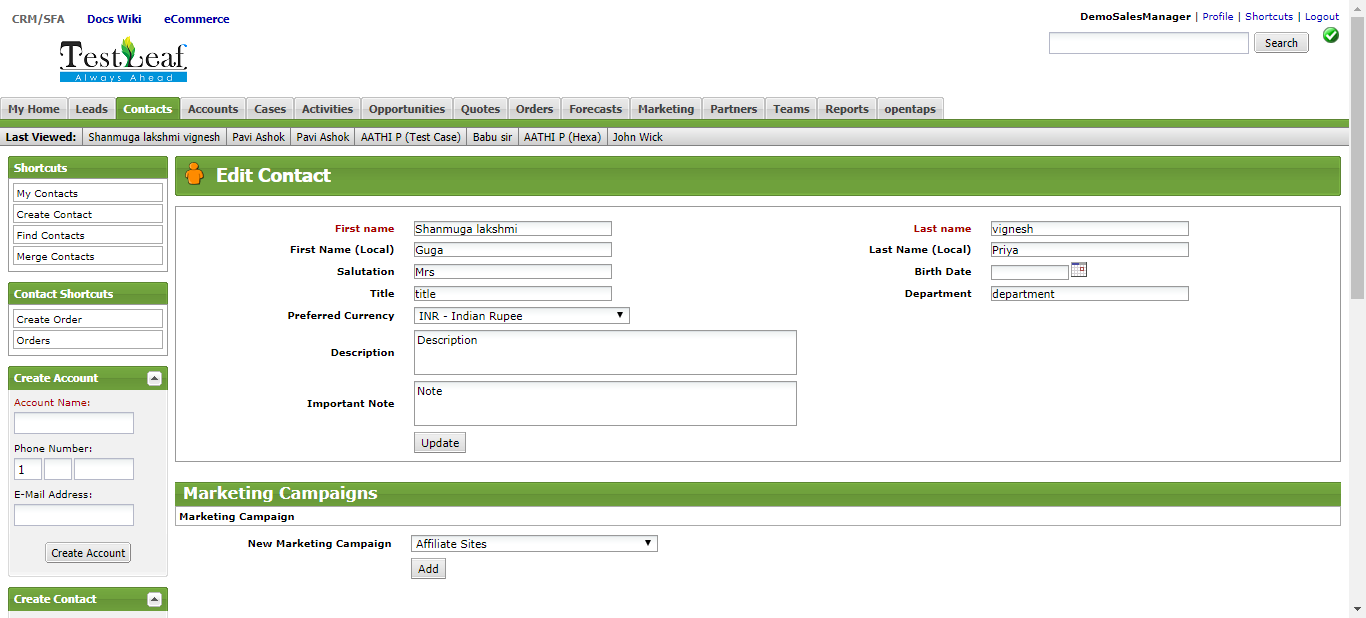 CRM/SFA Docs Wiki eCommerce
DemoSalesManager | Profile | Shortcuts | Logout
Search
TestLeaf
Always Ahead
My Home Leads Contacts Accounts Cases Activities Opportunities Quotes Orders Forecasts Marketing Partners Teams Reports opentaps
Last Viewed: Shanmuga lakshmi vignesh Pavi Ashok Pavi Ashok AATHI P (Test Case) Babu sir AATHI P (Hexa) John Wick
Shortcuts
My Contacts
Create Contact
Find Contacts
Merge Contacts
Contact Shortcuts
Create Order
Orders
Create Account
Account Name:
Phone Number:
1
E-Mail Address:
Create Account
Create Contact
Edit Contact
First name Shanmuga lakshmi Last name vignesh
First Name (Local) Guga Last Name (Local) Priya
Salutation Mrs Birth Date
Title title Department department
Preferred Currency INR - Indian Rupee
Description Description
Important Note Note
Update
Marketing Campaigns
Marketing Campaign
New Marketing Campaign Affiliate Sites
Add